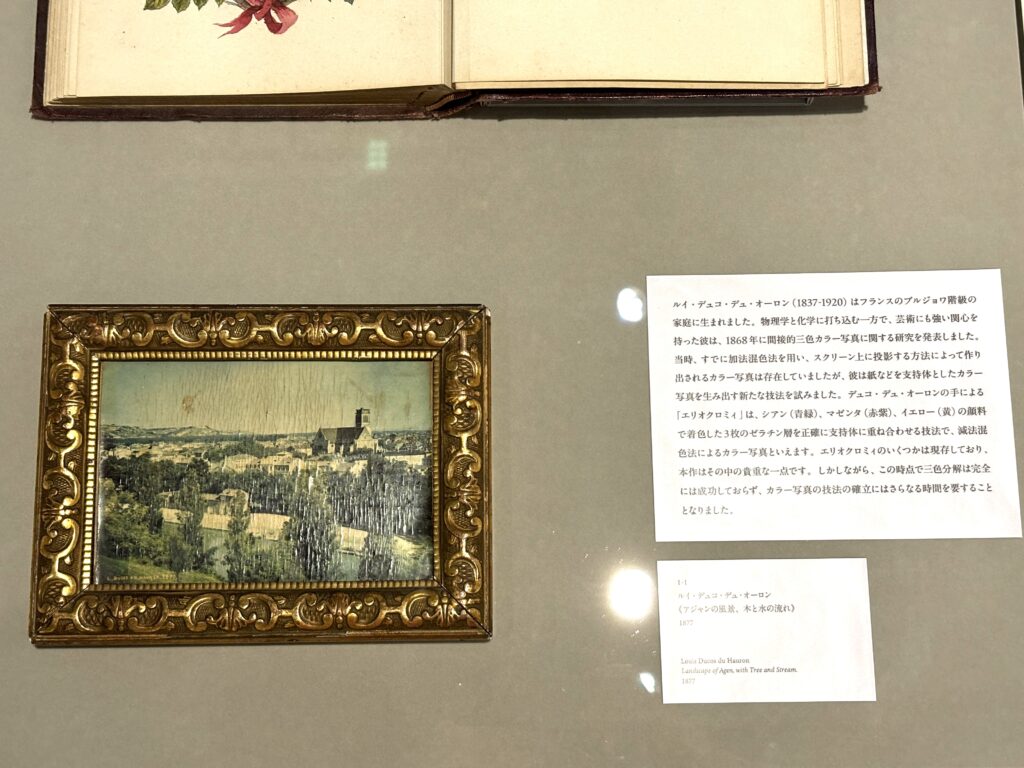 ルイ・デュコ・デュ・オーロン(1837-1920)はフランスのブルジョワ階級の
家庭に生まれました。物理学と化学に打ち込む一方で、芸術にも強い関心を
持った彼は、1868年に間接的三色カラー写真に関する研究を発表しました。
当時、すでに加法混色法を用い、スクリーン上に投影する方法によって作り
出されるカラー写真は存在していましたが、彼は紙などを支持体としたカラー
写真を生み出す新たな技法を試みました。デュコ・デュ・オーロンの手による
「エリオクロミィ」は、シアン(青緑)、マゼンタ(赤紫)、イエロー(黄)の顔料
で着色した3枚のゼラチン層を正確に支持体に重ね合わせる技法で、減法混
色法によるカラー写真といえます。エリオクロミィのいくつかは現存しており、
本作はその中の貴重な一点です。しかしながら、この時点で三色分解は完全
には成功しておらず、カラー写真の技法の確立にはさらなる時間を要すること
となりました。
1-1
ルイ・デュコ・デュ・オーロン
《アジャンの風景、木と水の流れ》
1877
Louis Ducos du Hauron
Landscape of Agen, with Tree and Stream.
1877